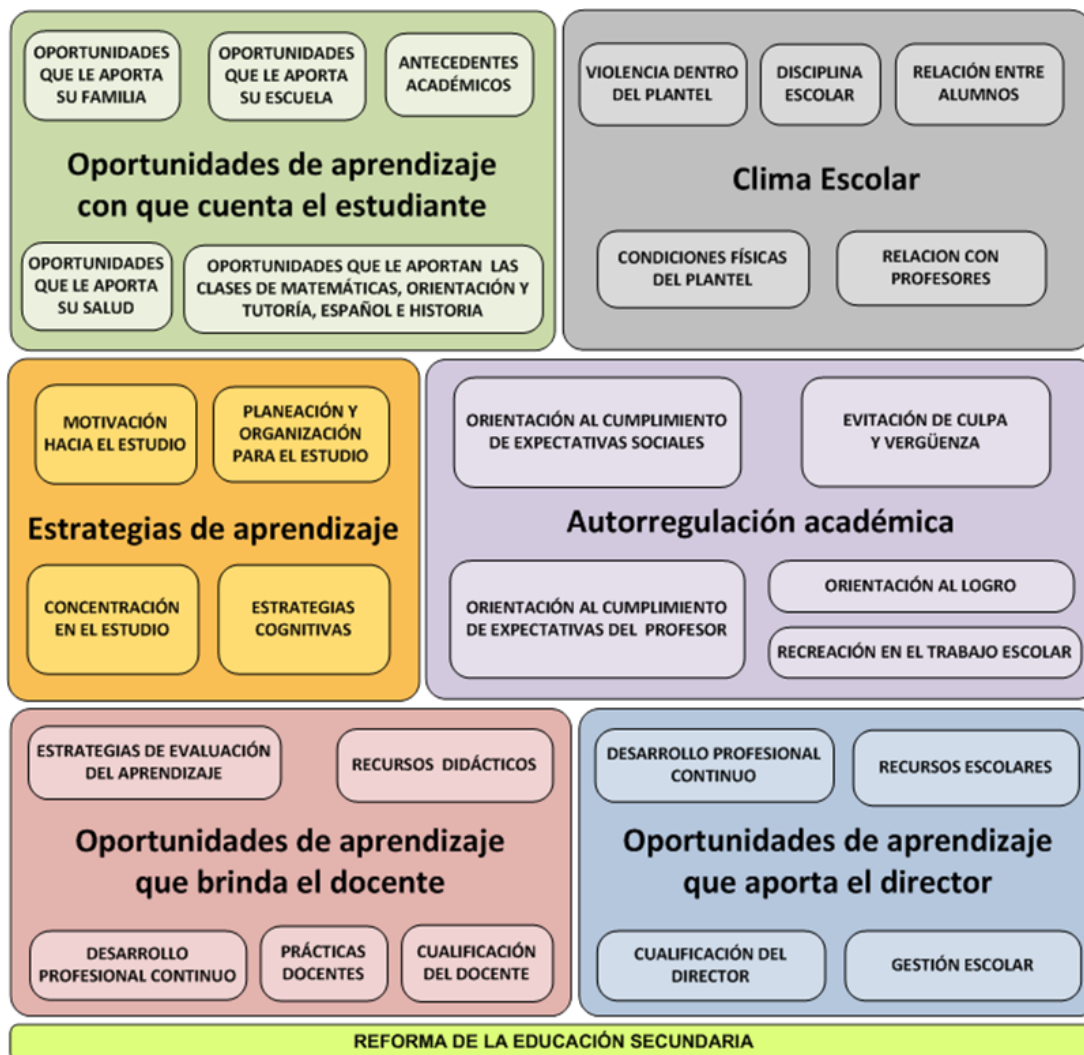 OPORTUNIDADES
QUE LE APORTA
SU FAMILIA
OPORTUNIDADES
QUE LE APORTA
SU ESCUELA
ANTECEDENTES
ACADÉMICOS
Oportunidades de aprendizaje
con que cuenta el estudiante
OPORTUNIDADES
QUE LE APORTA
SU SALUD
OPORTUNIDADES QUE LE APORTAN LAS
CLASES DE MATEMÁTICAS, ORIENTACIÓN Y
TUTORÍA, ESPAÑOL E HISTORIA
VIOLENCIA DENTRO
DEL PLANTEL
DISCIPLINA
ESCOLAR
RELACIÓN ENTRE
ALUMNOS
Clima Escolar
CONDICIONES FÍSICAS
DEL PLANTEL
RELACION CON
PROFESORES
MOTIVACIÓN
HACIA EL ESTUDIO
PLANEACIÓN Y
ORGANIZACIÓN
PARA EL ESTUDIO
Estrategias de aprendizaje
CONCENTRACIÓN
EN EL ESTUDIO
ESTRATEGIAS
COGNITIVAS
ORIENTACIÓN AL CUMPLIMIENTO
DE EXPECTATIVAS SOCIALES
EVITACIÓN DE CULPA
Y VERGÜENZA
Autorregulación académica
ORIENTACIÓN AL CUMPLIMIENTO
DE EXPECTATIVAS DEL PROFESOR
ORIENTACIÓN AL LOGRO
RECREACIÓN EN EL TRABAJO ESCOLAR
ESTRATEGIAS DE EVALUACIÓN
DEL APRENDIZAJE
RECURSOS DIDÁCTICOS
Oportunidades de aprendizaje
que brinda el docente
DESARROLLO
PROFESIONAL CONTINUO
PRÁCTICAS
DOCENTES
CUALIFICACIÓN
DEL DOCENTE
DESARROLLO PROFESIONAL
CONTINUO
RECURSOS ESCOLARES
Oportunidades de aprendizaje
que aporta el director
CUALIFICACIÓN DEL
DIRECTOR
GESTIÓN ESCOLAR
REFORMA DE LA EDUCACIÓN SECUNDARIA